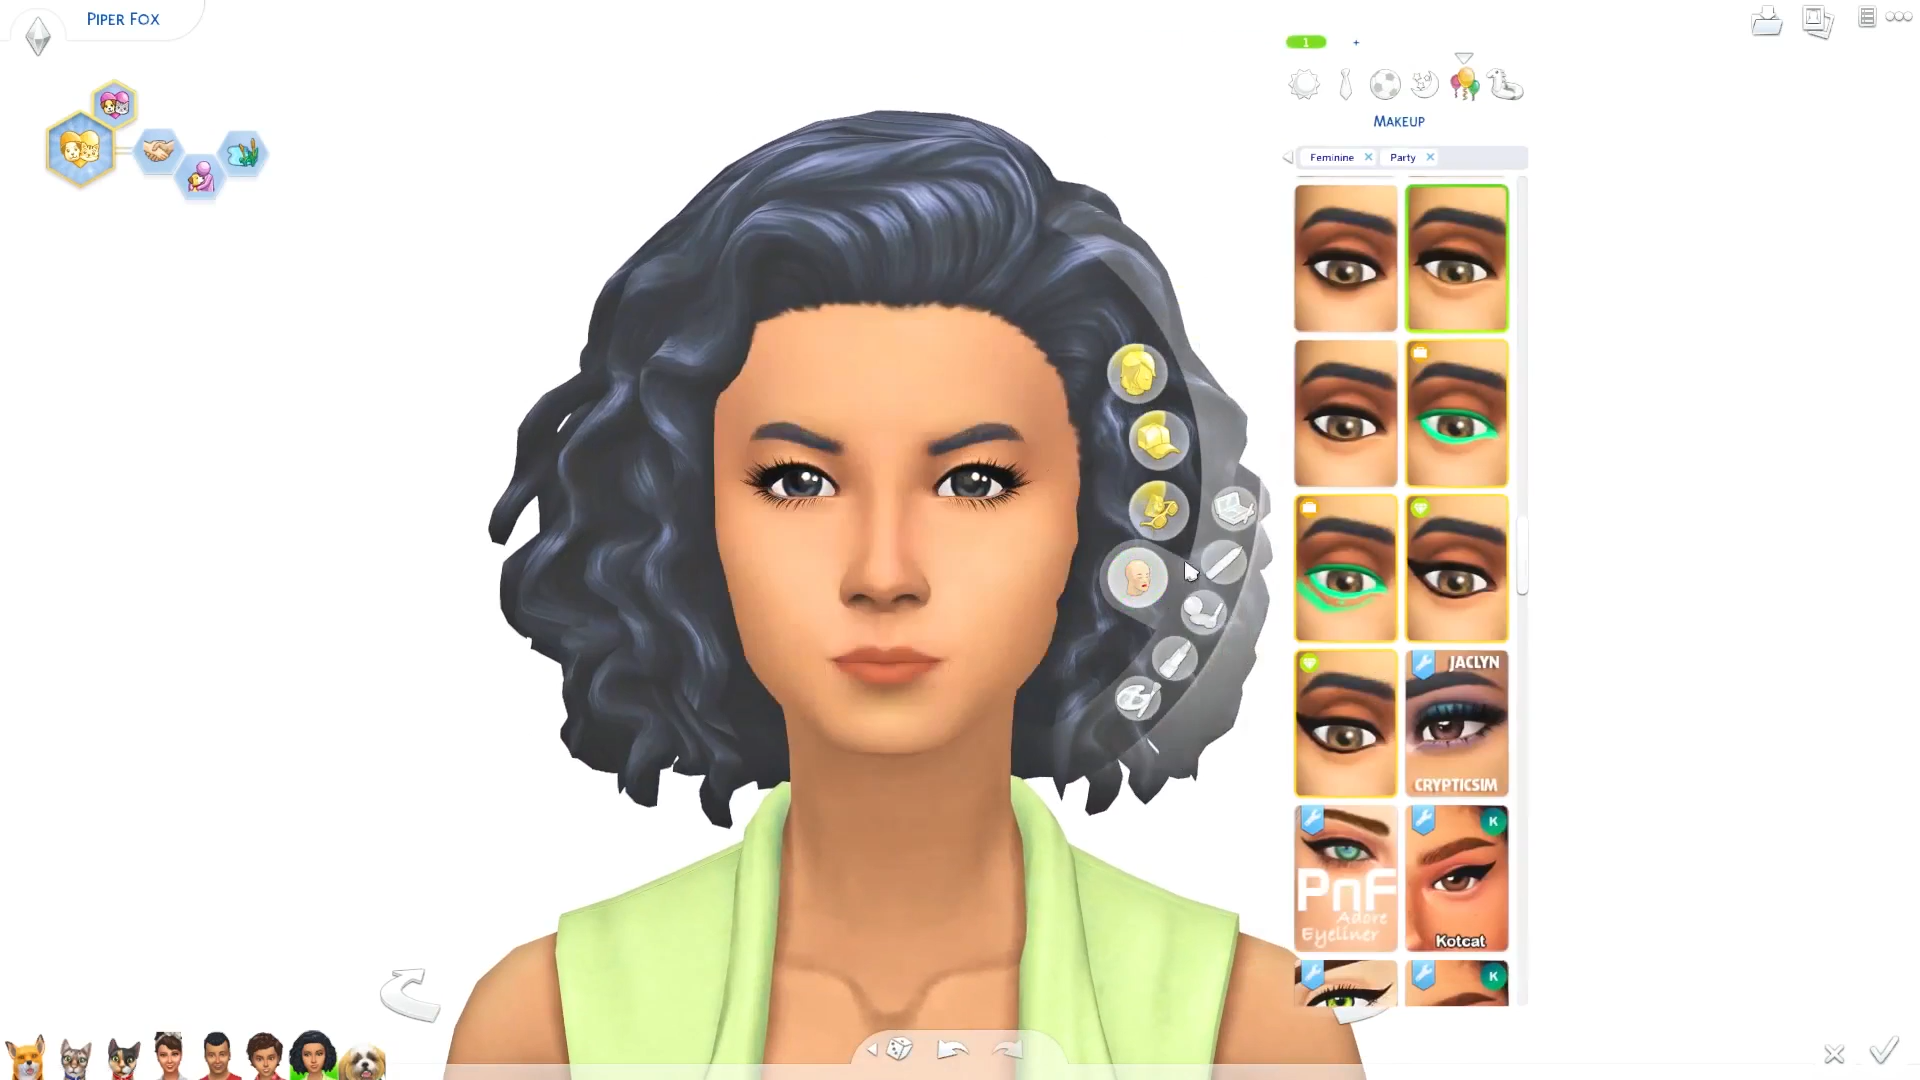 PIPER FOX
1
+
MAKEUP
Feminine
Party
JACLYN
CRYPTICSIM
PnF
Adore
Eyeliner
K
Kotcat
K